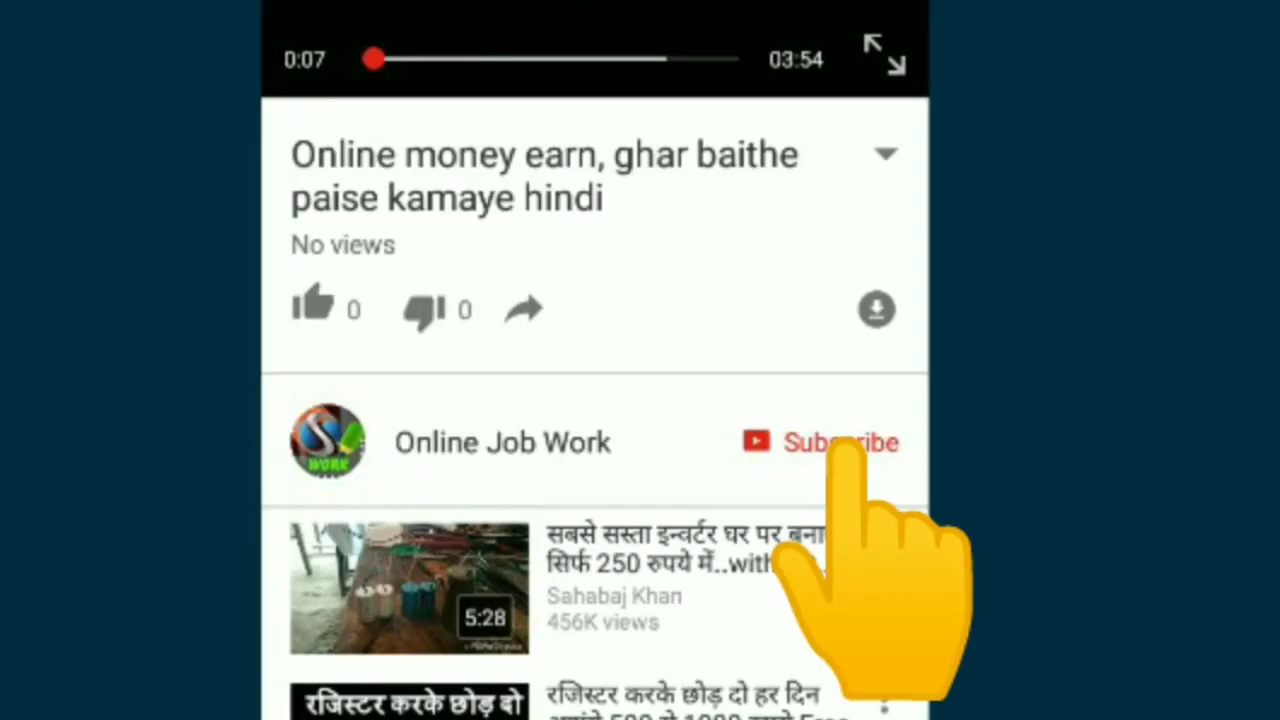 0:07
03:54
Online money earn, ghar baithe
paise kamaye hindi
No views
0
0
WORK
Online Job Work
Subscribe
सबसे सस्ता इन्वर्टर घर पर
सिर्फ 250 रुपये में..with
Sahabaj Khan
456K views
5:28
रजिस्टर करके छोड़ दो
रजिस्टर करके छोड़ दो हर दिन